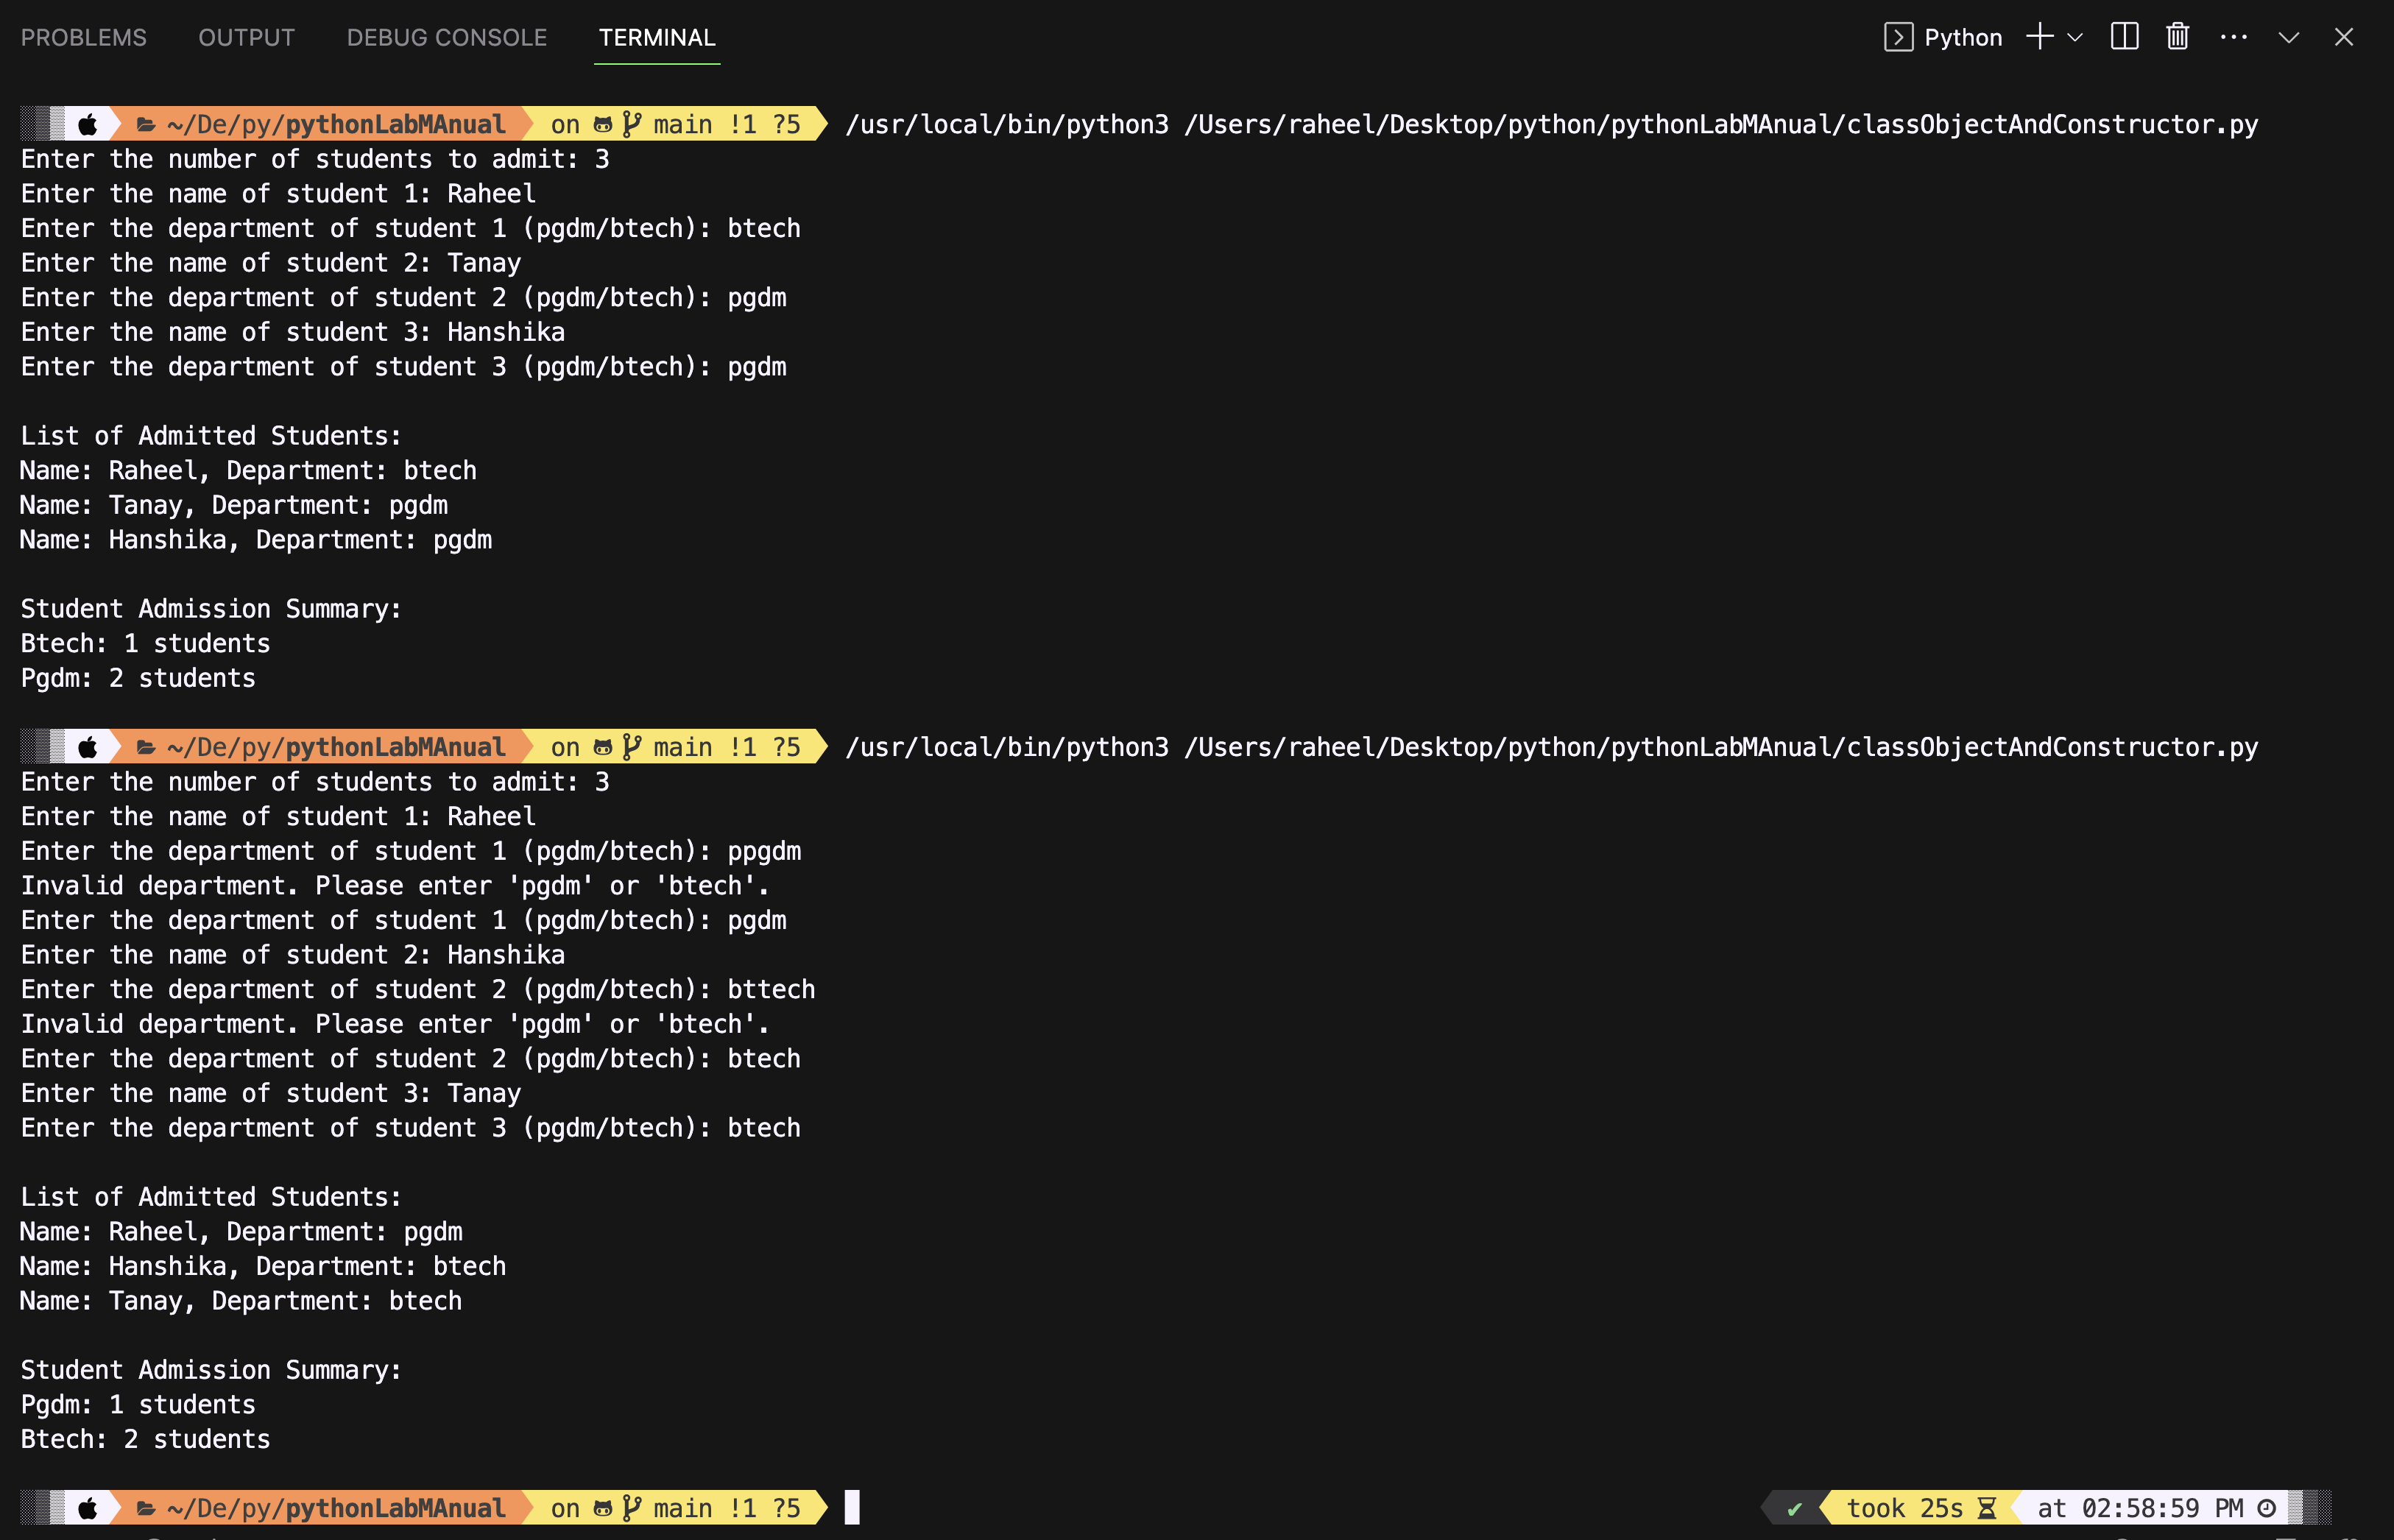 PROBLEMS OUTPUT DEBUG CONSOLE TERMINAL Python
~/De/py/pythonLabMAnual on main !1 ?5 /usr/local/bin/python3 /Users/raheel/Desktop/python/pythonLabMAnual/classObjectAndConstructor.py
Enter the number of students to admit: 3
Enter the name of student 1: Raheel
Enter the department of student 1 (pgdm/btech): btech
Enter the name of student 2: Tanay
Enter the department of student 2 (pgdm/btech): pgdm
Enter the name of student 3: Hanshika
Enter the department of student 3 (pgdm/btech): pgdm
List of Admitted Students:
Name: Raheel, Department: btech
Name: Tanay, Department: pgdm
Name: Hanshika, Department: pgdm
Student Admission Summary:
Btech: 1 students
Pgdm: 2 students
~/De/py/pythonLabMAnual on main !1 ?5 /usr/local/bin/python3 /Users/raheel/Desktop/python/pythonLabMAnual/classObjectAndConstructor.py
Enter the number of students to admit: 3
Enter the name of student 1: Raheel
Enter the department of student 1 (pgdm/btech): ppgdm
Invalid department. Please enter 'pgdm' or 'btech'.
Enter the department of student 1 (pgdm/btech): pgdm
Enter the name of student 2: Hanshika
Enter the department of student 2 (pgdm/btech): bttech
Invalid department. Please enter 'pgdm' or 'btech'.
Enter the department of student 2 (pgdm/btech): btech
Enter the name of student 3: Tanay
Enter the department of student 3 (pgdm/btech): btech
List of Admitted Students:
Name: Raheel, Department: pgdm
Name: Hanshika, Department: btech
Name: Tanay, Department: btech
Student Admission Summary:
Pgdm: 1 students
Btech: 2 students
~/De/py/pythonLabMAnual on main !1 ?5 ✔ took 25s at 02:58:59 PM